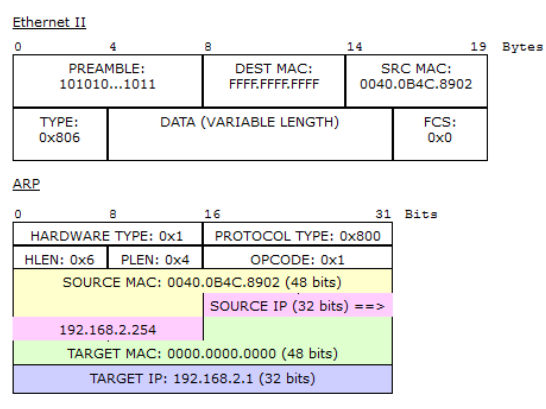 Ethernet II
0 4 8 14 19 Bytes
PREAMBLE: DEST MAC: SRC MAC:
101010...1011 FFFF.FFFF.FFFF 0040.0B4C.8902
TYPE: DATA (VARIABLE LENGTH) FCS:
0x806 0x0
ARP
0 8 16 31 Bits
HARDWARE TYPE: 0x1 PROTOCOL TYPE: 0x800
HLEN: 0x6 PLEN: 0x4 OPCODE: 0x1
SOURCE MAC: 0040.0B4C.8902 (48 bits)
SOURCE IP (32 bits) ==>
192.168.2.254
TARGET MAC: 0000.0000.0000 (48 bits)
TARGET IP: 192.168.2.1 (32 bits)